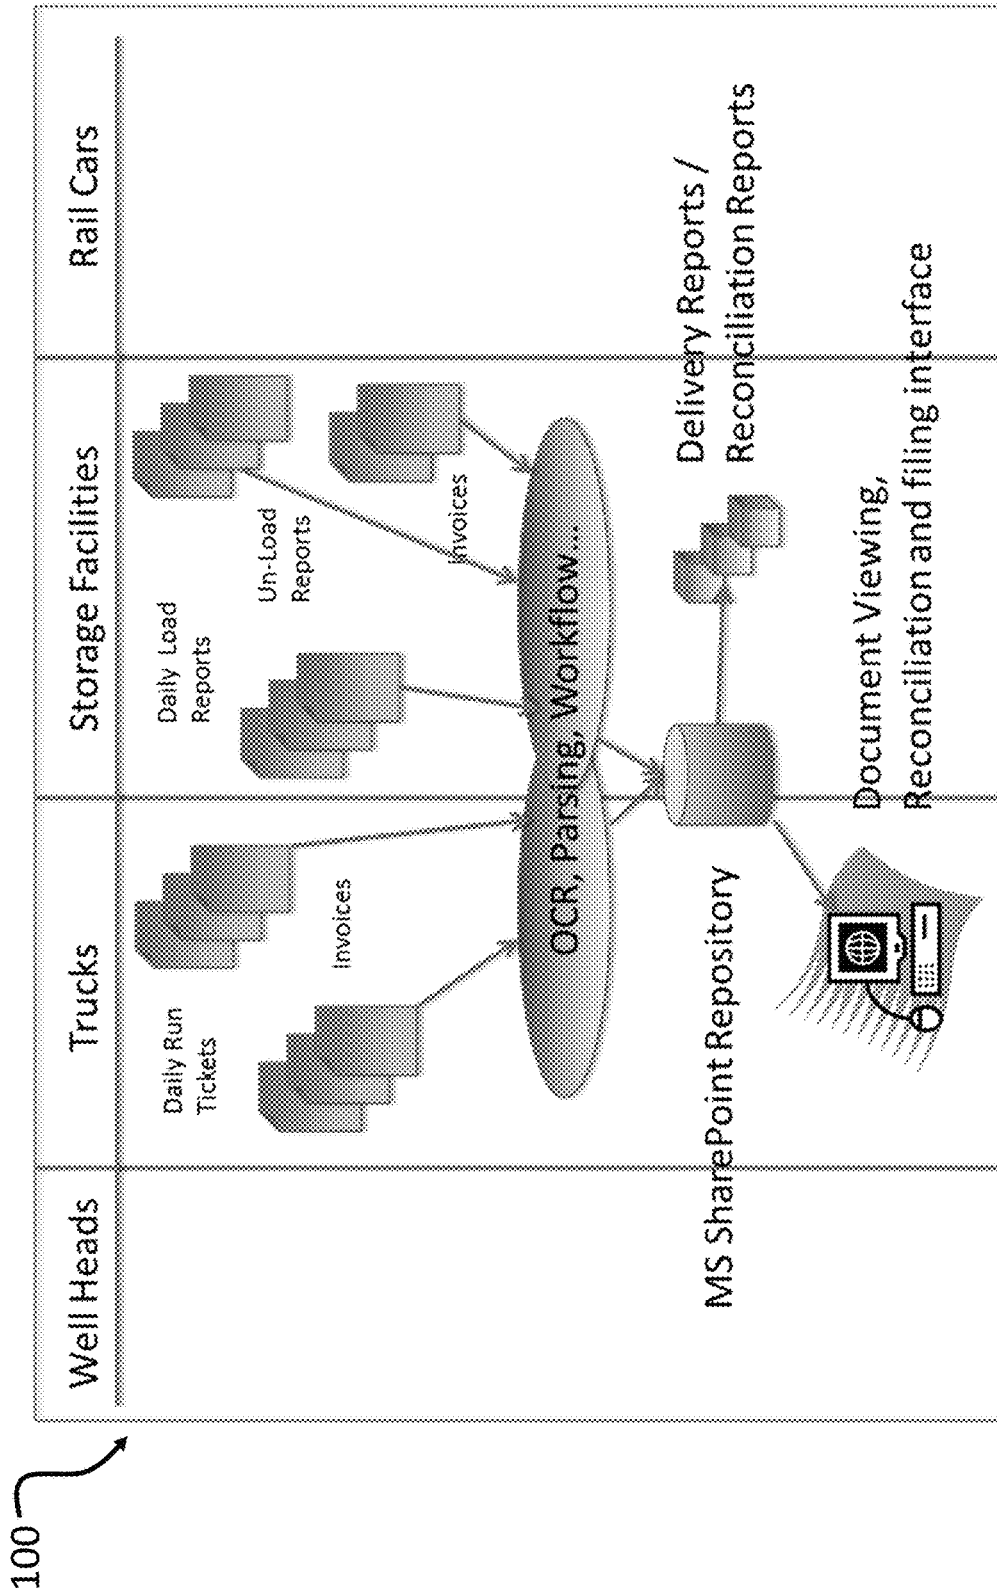 100
Well Heads
Trucks
Storage Facilities
Rail Cars
Daily Run
Tickets
Invoices
Daily Load
Reports
Un-Load
Reports
Invoices
OCR, Parsing, Workflow...
MS SharePoint Repository
Delivery Reports /
Reconciliation Reports
Document Viewing,
Reconciliation and filling interface